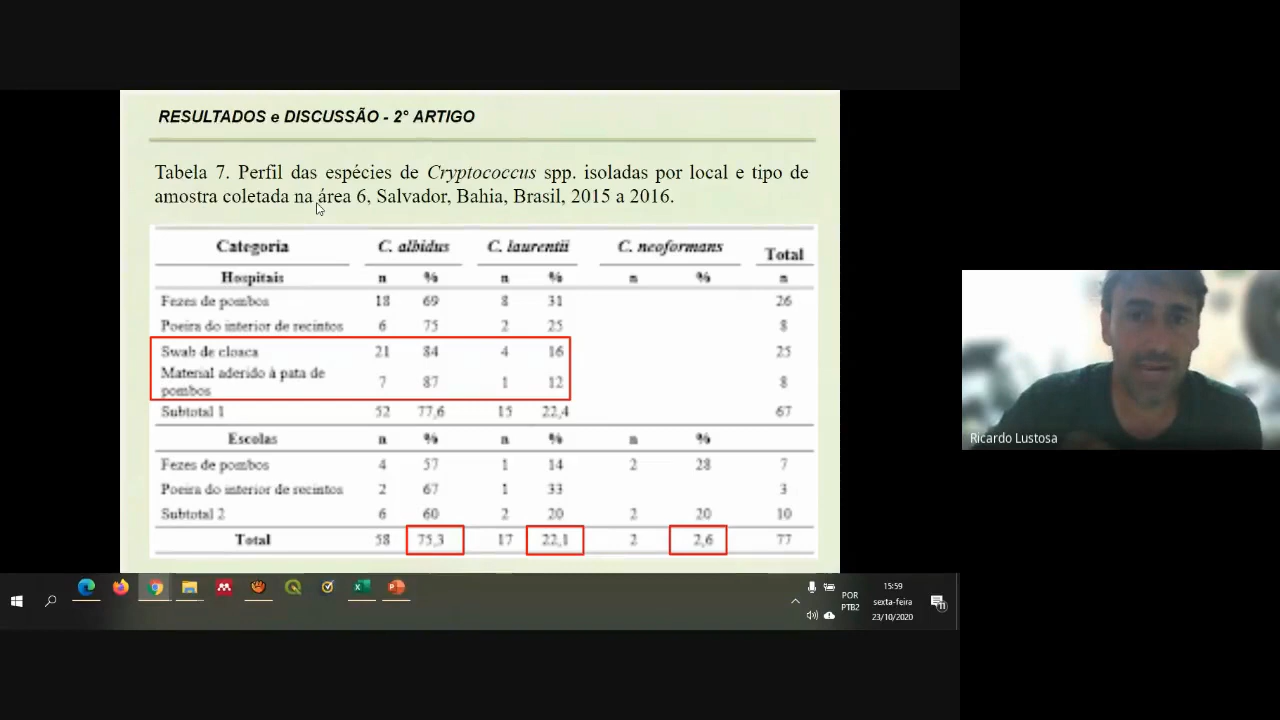 RESULTADOS e DISCUSSÃO - 2° ARTIGO
Tabela 7. Perfil das espécies de Cryptococcus spp. isoladas por local e tipo de
amostra coletada na área 6, Salvador, Bahia, Brasil, 2015 a 2016.
Categoria C. albidus C. laurentii C. neoformans Total
Hospitais n % n % n % n
Fezes de pombos 18 69 8 31 26
Poeira do interior de recintos 6 75 2 25 8
Swab de cloaca 21 84 4 16 25
Material aderido à pata de
pombos 7 87 1 12 8
Subtotal 1 52 77,6 15 22,4 67
Escolas n % n % n %
Fezes de pombos 4 57 1 14 2 28 7
Poeira do interior de recintos 2 67 1 33 3
Subtotal 2 6 60 2 20 2 20 10
Total 58 75,3 17 22,1 2 2,6 77
Ricardo Lustosa
POR
PTB2
15:59
sexta-feira
23/10/2020
11